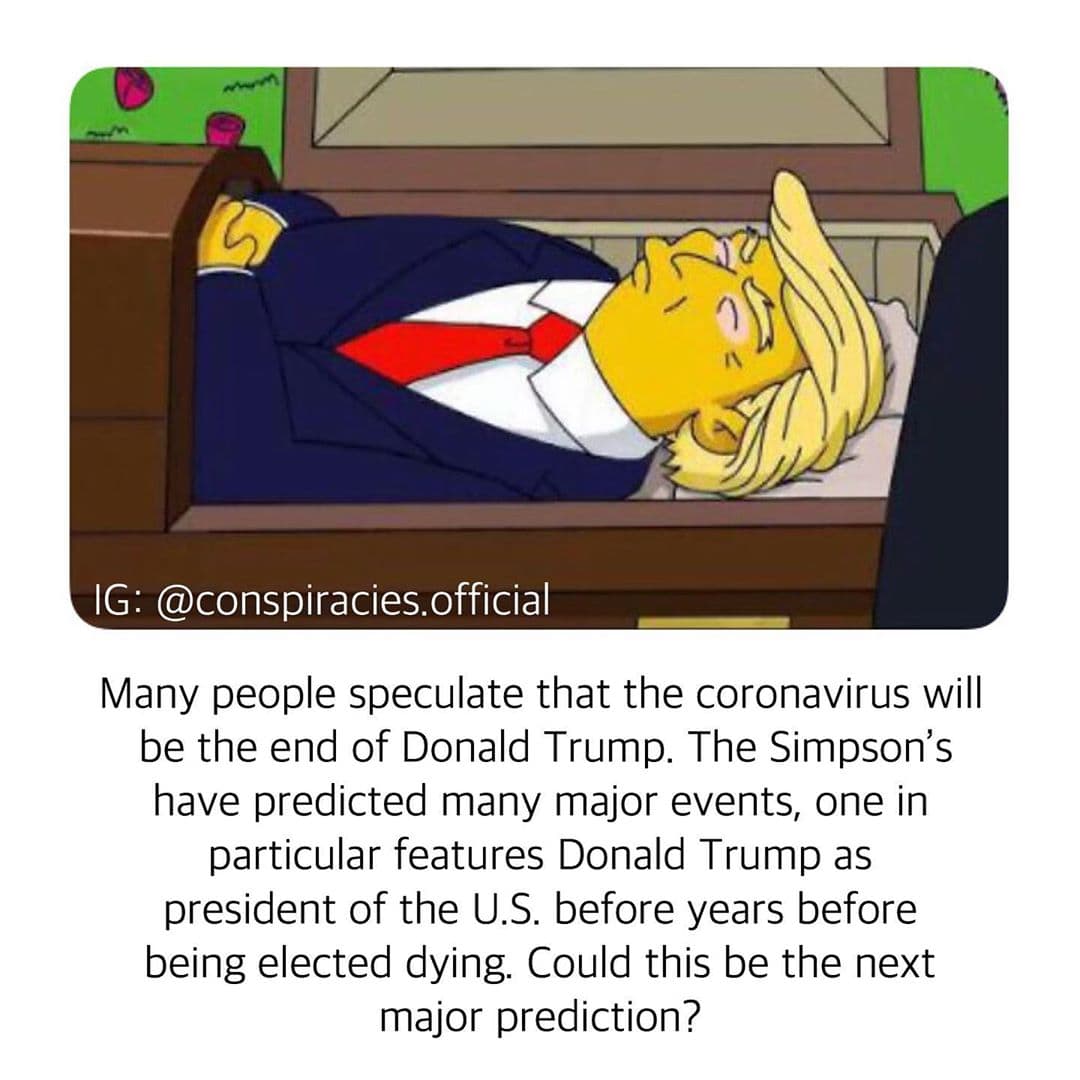 IG: @conspiracies.official
Many people speculate that the coronavirus will
be the end of Donald Trump. The Simpson’s
have predicted many major events, one in
particular features Donald Trump as
president of the U.S. before years before
being elected dying. Could this be the next
major prediction?